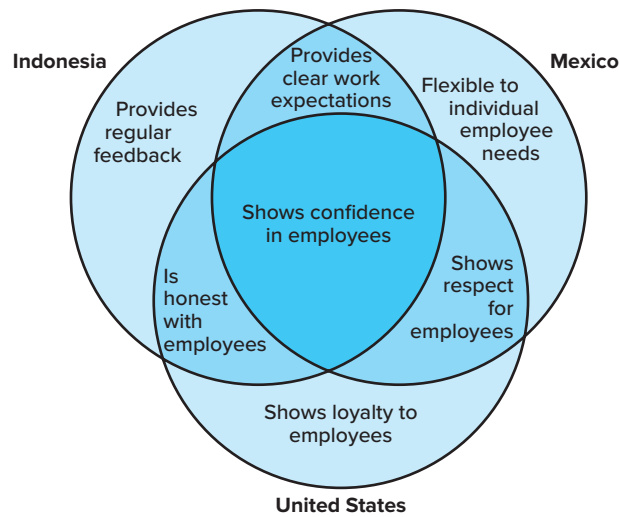 Indonesia
Mexico
Provides
clear work
expectations
Provides
regular
feedback
Flexible to
individual
employee
needs
Shows confidence
in employees
Is
honest
with
employees
Shows
respect
for
employees
Shows loyalty to
employees
United States